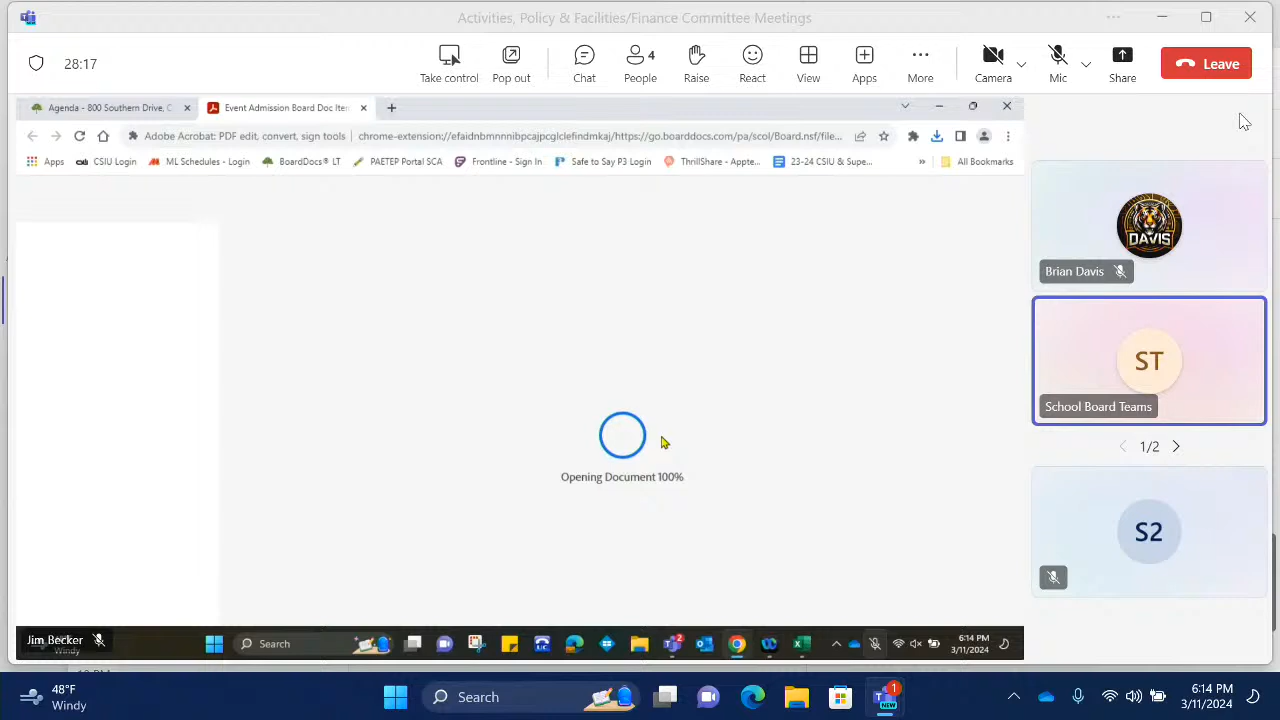 Activities, Policy & Facilities/Finance Committee Meetings
28:17
Take control
Pop out
Chat
4
People
Raise
React
View
Apps
More
Camera
Mic
Share
Leave
Agenda - 800 Southern Drive, C
Event Admission Board Doc Iter
Adobe Acrobat: PDF edit, convert, sign tools
chrome-extension://efaidnbmnnnibpcajpcglclefindmkaj/https://go.boarddocs.com/pa/scol/Board.nsf/file...
Apps
CSIU Login
ML Schedules - Login
BoardDocs® LT
PAETEP Portal SCA
Frontline - Sign In
Safe to Say P3 Login
ThrillShare - Appte...
23-24 CSIU & Supe...
»
All Bookmarks
Opening Document 100%
DAVIS
Brian Davis
ST
School Board Teams
1/2
S2
Jim Becker
Windy
Search
2
6:14 PM
3/11/2024
48°F
Windy
Search
1
NEW
6:14 PM
3/11/2024